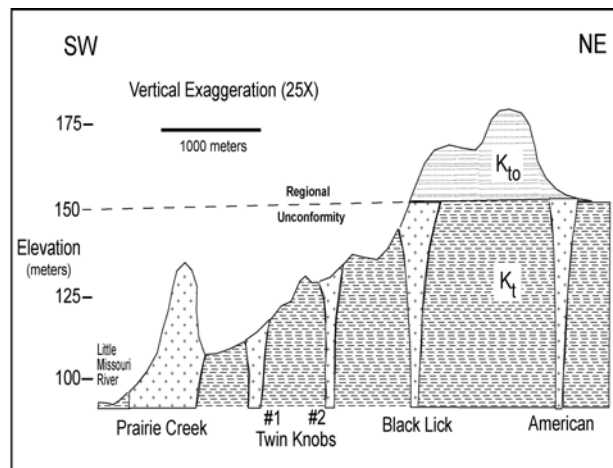 SW
NE
Vertical Exaggeration (25X)
1000 meters
175
150
Elevation
(meters)
125
100
Regional
Unconformity
Kto
Kt
Little
Missouri
River
Prairie Creek
#1 #2
Twin Knobs
Black Lick
American